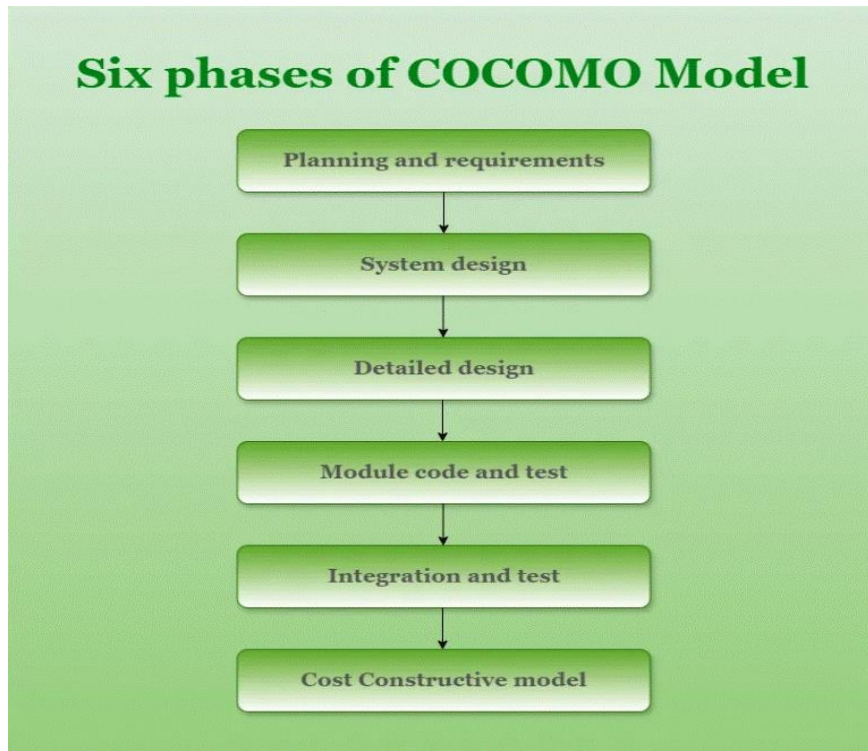 Six phases of COCOMO Model
Planning and requirements
System design
Detailed design
Module code and test
Integration and test
Cost Constructive model